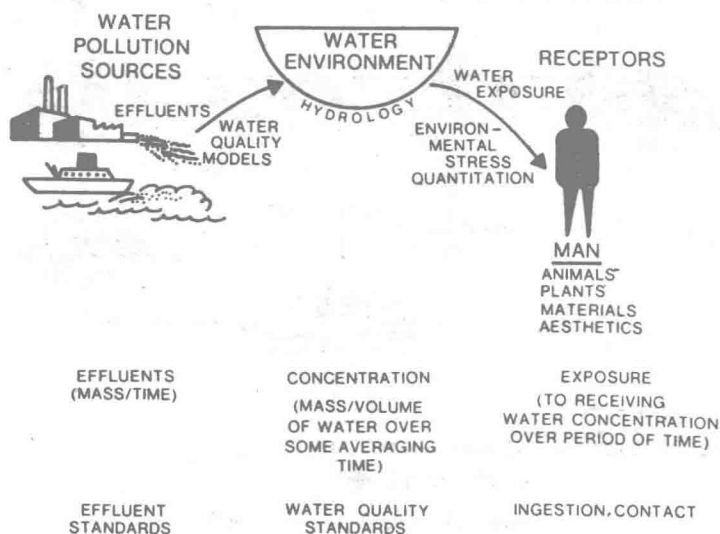 WATER
POLLUTION
SOURCES
EFFLUENTS
WATER
QUALITY
MODELS
WATER
ENVIRONMENT
HYDROLOGY
WATER
EXPOSURE
ENVIRON-
MENTAL
STRESS
QUANTITATION
RECEPTORS
MAN
ANIMALS
PLANTS
MATERIALS
AESTHETICS
EFFLUENTS
(MASS/TIME)
CONCENTRATION
(MASS/VOLUME
OF WATER OVER
SOME AVERAGING
TIME)
EXPOSURE
(TO RECEIVING
WATER CONCENTRATION
OVER PERIOD OF TIME)
EFFLUENT
STANDARDS
WATER QUALITY
STANDARDS
INGESTION, CONTACT